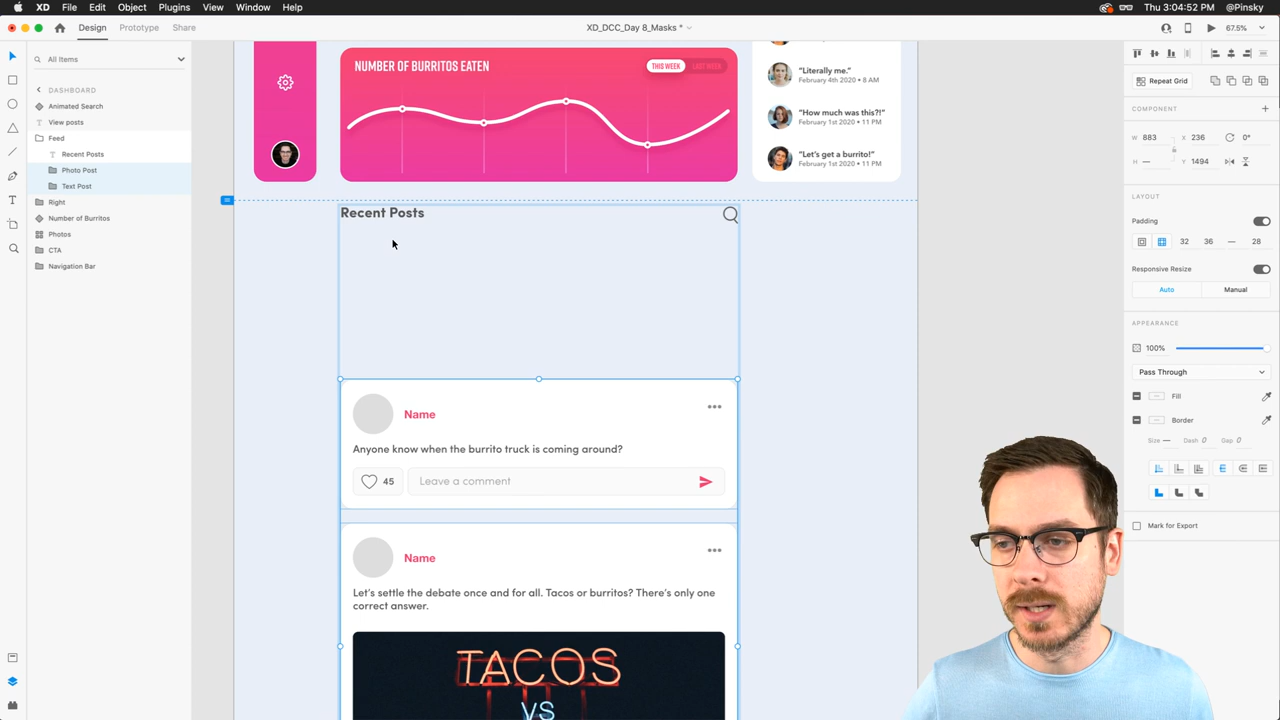 XD File Edit Object Plugins View Window Help
Thu 3:04:52 PM @Pinsky
Design Prototype Share
XD_DCC_Day 8_Masks *
67.5%
All Items
DASHBOARD
Animated Search
View posts
Feed
Recent Posts
Photo Post
Text Post
Right
Number of Burritos
Photos
CTA
Navigation Bar
NUMBER OF BURRITOS EATEN
THIS WEEK LAST WEEK
“Literally me.”
February 4th 2020 • 8 AM
“How much was this?!”
February 1st 2020 • 11 PM
“Let’s get a burrito!”
February 1st 2020 • 11 PM
Recent Posts
Name
Anyone know when the burrito truck is coming around?
45 Leave a comment
Name
Let’s settle the debate once and for all. Tacos or burritos? There’s only one
correct answer.
TACOS
VS
Repeat Grid
COMPONENT
W 883 X 236 0°
H — Y 1494
LAYOUT
Padding
32 36 — 28
Responsive Resize
Auto Manual
APPEARANCE
100%
Pass Through
Fill
Border
Size — Dash 0 Gap 0
Mark for Export